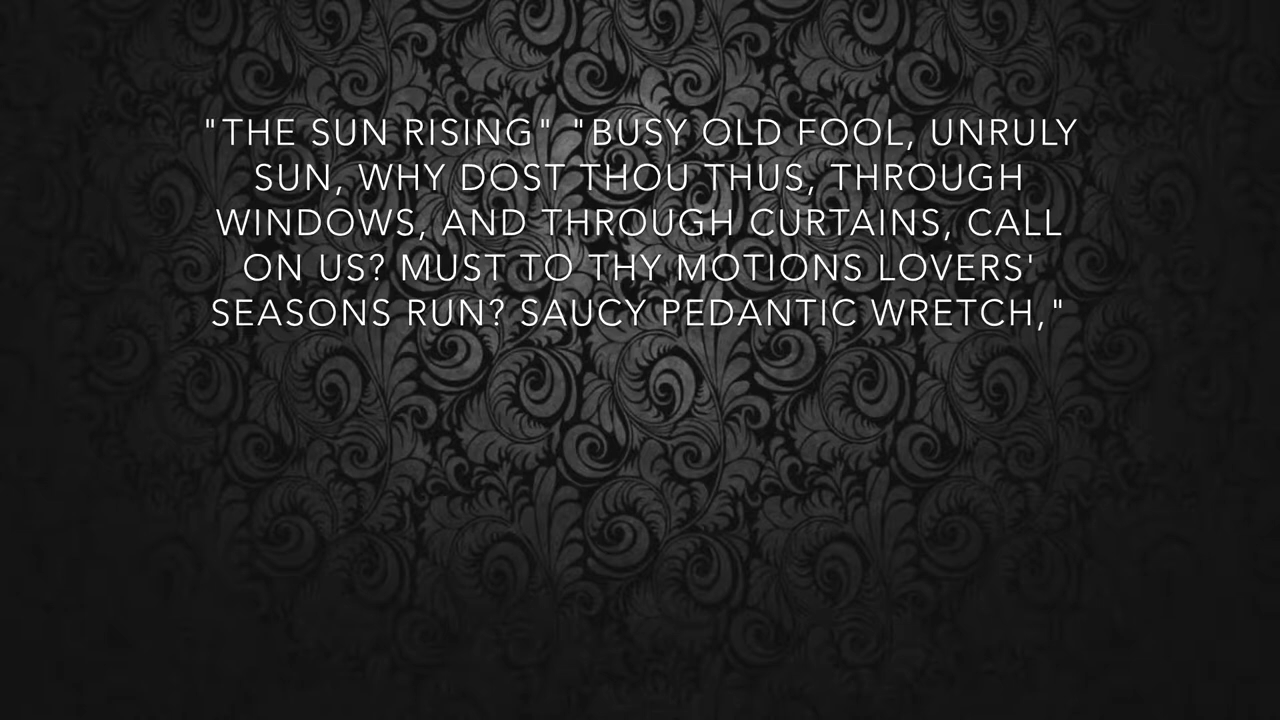 "THE SUN RISING" "BUSY OLD FOOL, UNRULY
SUN, WHY DOST THOU THUS, THROUGH
WINDOWS, AND THROUGH CURTAINS, CALL
ON US? MUST TO THY MOTIONS LOVERS'
SEASONS RUN? SAUCY PEDANTIC WRETCH,"